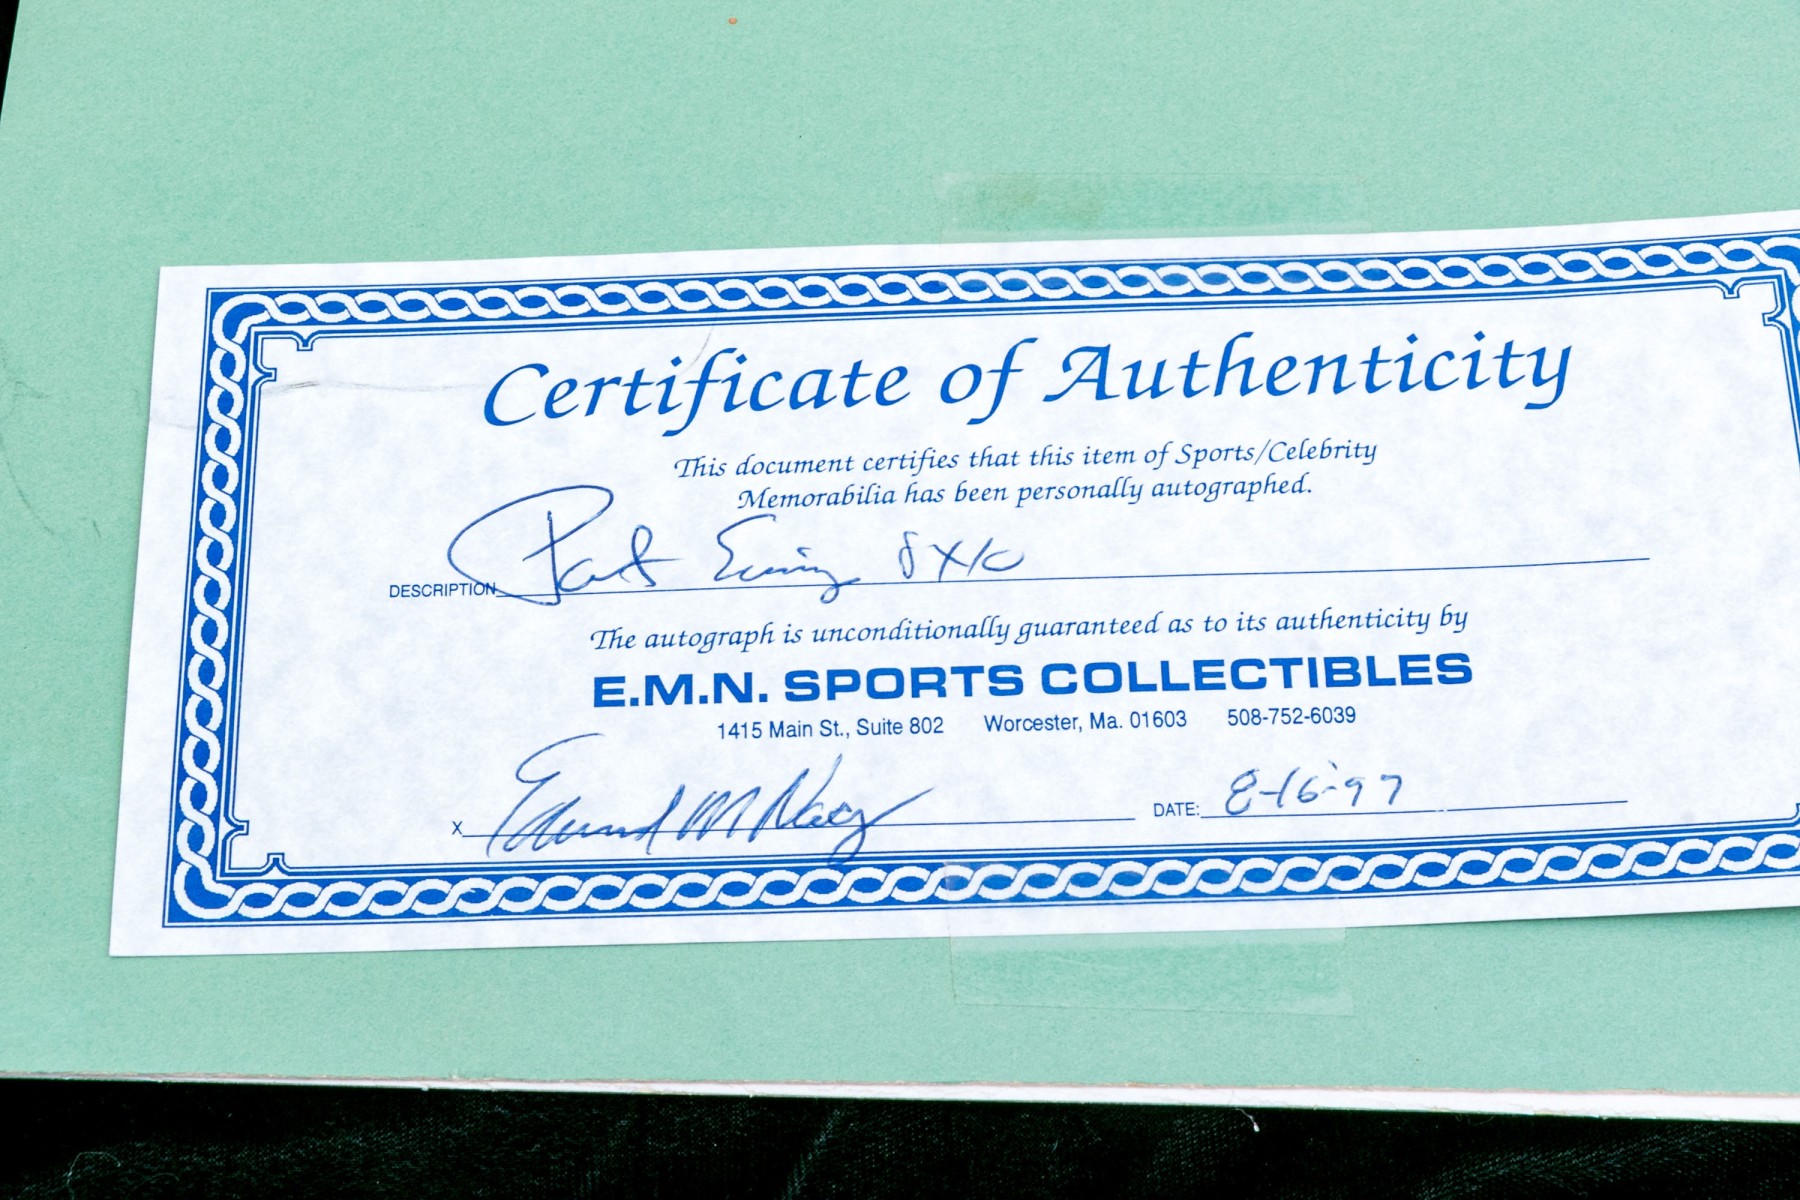 Certificate of Authenticity
This document certifies that this item of Sports/Celebrity
Memorabilia has been personally autographed.
DESCRIPTION 8X10
The autograph is unconditionally guaranteed as to its authenticity by
E.M.N. SPORTS COLLECTIBLES
1415 Main St., Suite 802 Worcester, Ma. 01603 508-752-6039
X Edward M
DATE: 8-16-97